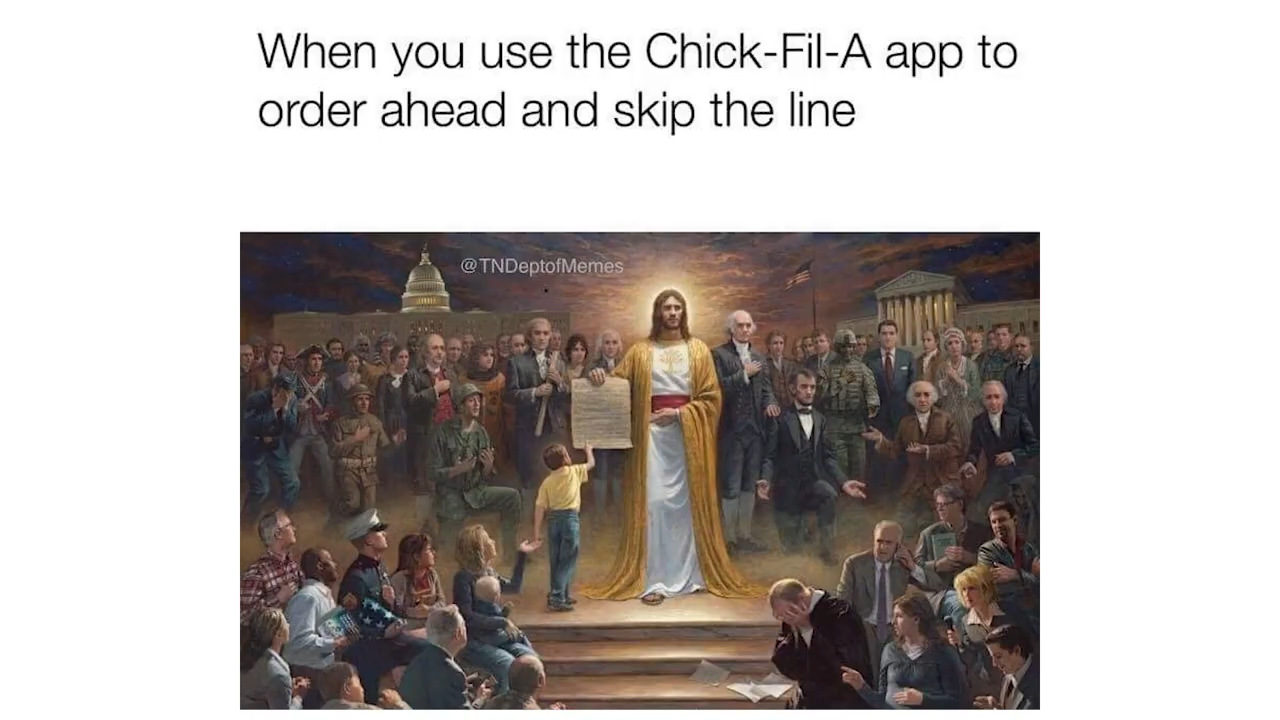 When you use the Chick-Fil-A app to
order ahead and skip the line
@TNDeptofMemes